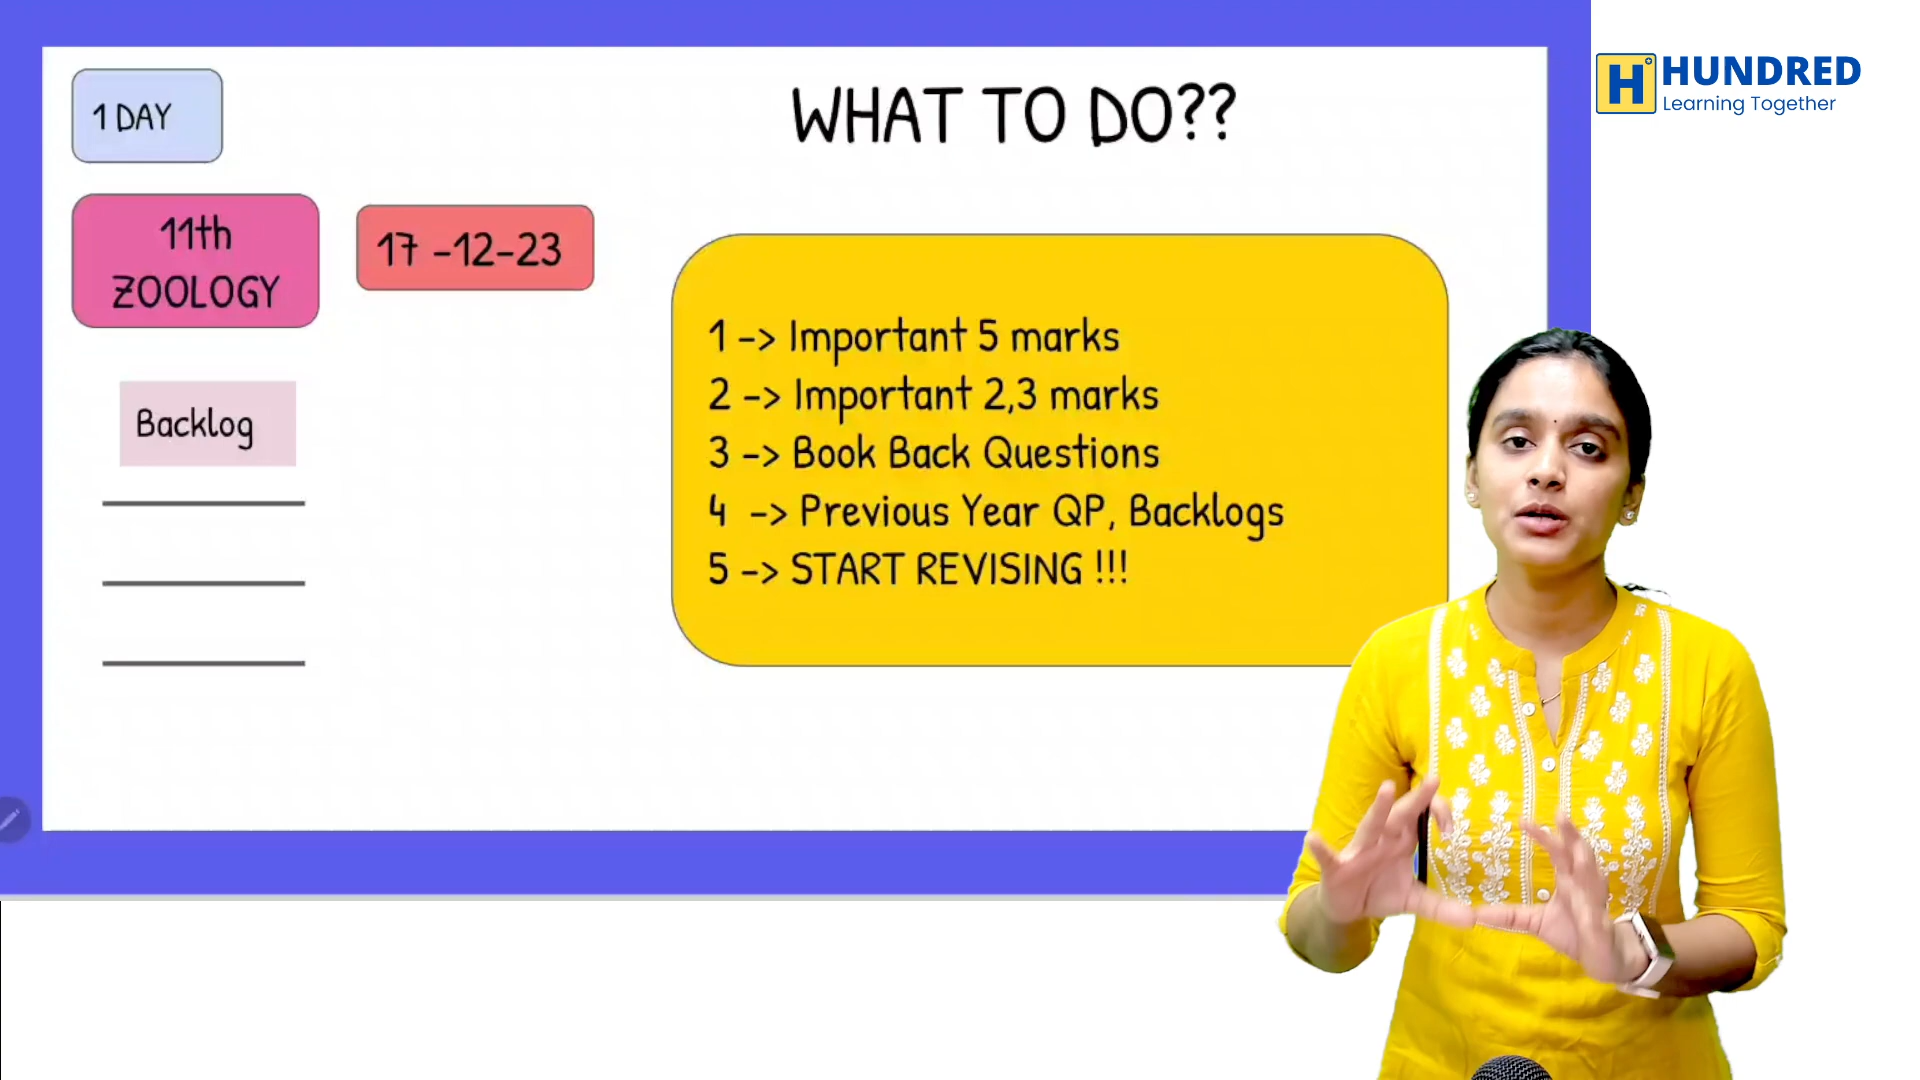 1 DAY
WHAT TO DO??
HUNDRED
Learning Together
11th
ZOOLOGY
17 -12-23
Backlog
1 -> Important 5 marks
2 -> Important 2,3 marks
3 -> Book Back Questions
4 -> Previous Year QP, Backlogs
5 -> START REVISING !!!